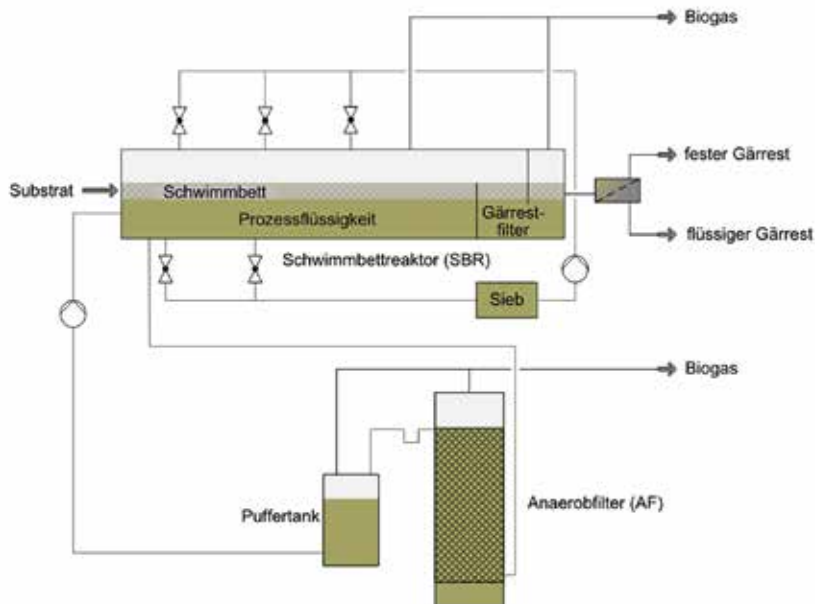 Biogas
fester Gärrest
Substrat
Schwimmbett
Prozessflüssigkeit
Gärrest-
filter
flüssiger Gärrest
Schwimmbettreaktor (SBR)
Sieb
Biogas
Puffertank
Anaerobfilter (AF)